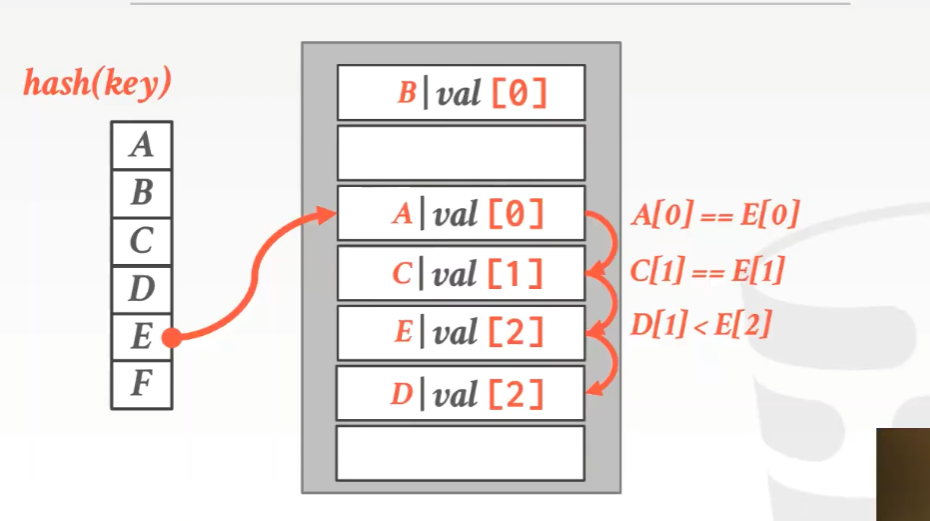 hash(key)
A
B
C
D
E
F
B|val [0]
A|val [0]
C|val [1]
E|val [2]
D|val [2]
A[0] == E[0]
C[1] == E[1]
D[1] < E[2]